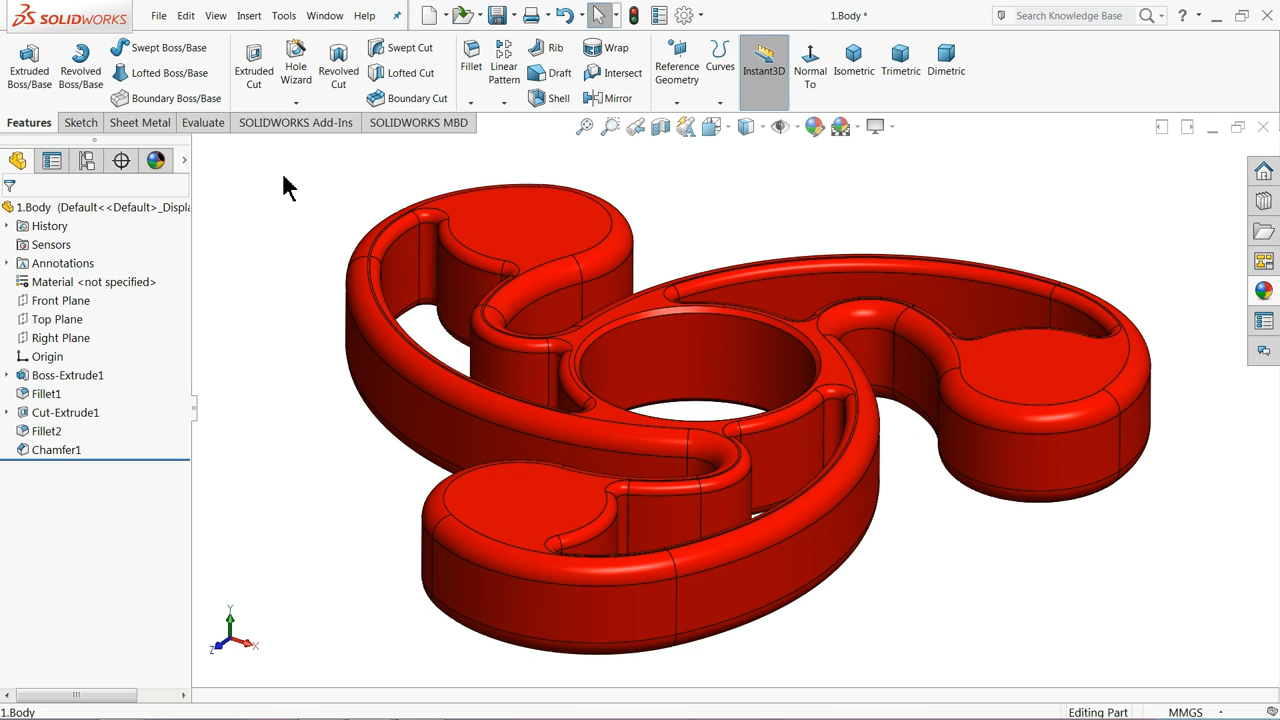 SOLIDWORKS
File Edit View Insert Tools Window Help
1.Body *
Search Knowledge Base
?
Extruded Boss/Base
Revolved Boss/Base
Swept Boss/Base
Lofted Boss/Base
Boundary Boss/Base
Extruded Cut
Hole Wizard
Revolved Cut
Swept Cut
Lofted Cut
Boundary Cut
Fillet
Linear Pattern
Rib
Draft
Shell
Wrap
Intersect
Mirror
Reference Geometry
Curves
Instant3D
Normal To
Isometric
Trimetric
Dimetric
Features Sketch Sheet Metal Evaluate SOLIDWORKS Add-Ins SOLIDWORKS MBD
1.Body (Default<<Default>_Displa
History
Sensors
Annotations
Material <not specified>
Front Plane
Top Plane
Right Plane
Origin
Boss-Extrude1
Fillet1
Cut-Extrude1
Fillet2
Chamfer1
Y
Z X
1.Body
Editing Part
MMGS